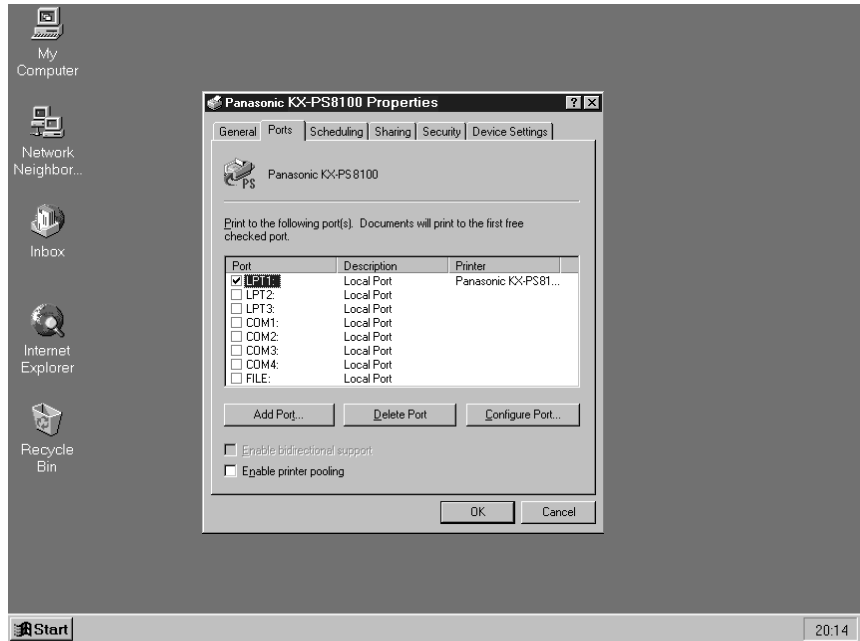 My
Computer
Network
Neighbor...
Inbox
Internet
Explorer
Recycle
Bin
Panasonic KX-PS8100 Properties
General Ports Scheduling Sharing Security Device Settings
PS
Panasonic KX-PS8100
Print to the following port(s). Documents will print to the first free
checked port.
Port Description Printer
LPT1: Local Port Panasonic KX-PS81...
LPT2: Local Port
LPT3: Local Port
COM1: Local Port
COM2: Local Port
COM3: Local Port
COM4: Local Port
FILE: Local Port
Add Port... Delete Port Configure Port...
Enable bidirectional support
Enable printer pooling
OK Cancel
Start 20:14